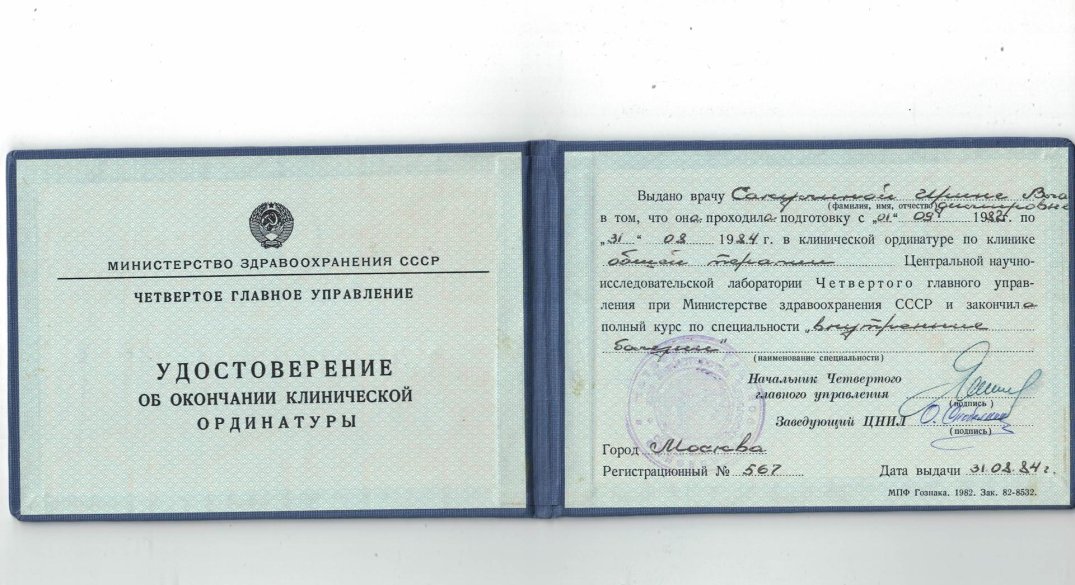 МИНИСТЕРСТВО ЗДРАВООХРАНЕНИЯ СССР
ЧЕТВЕРТОЕ ГЛАВНОЕ УПРАВЛЕНИЕ
УДОСТОВЕРЕНИЕ
ОБ ОКОНЧАНИИ КЛИНИЧЕСКОЙ
ОРДИНАТУРЫ
Выдано врачу Ирине Вла
(фамилия, имя, отчество) димировне
в том, что она проходила подготовку с „01“ 09 г. по
„31“ 08 1984 г. в клинической ординатуре по клинике
общей терапии Центральной научно-
исследовательской лаборатории Четвертого главного управ-
ления при Министерстве здравоохранения СССР и закончила
полный курс по специальности „внутренние
болезни“
(наименование специальности)
Начальник Четвертого
главного управления
(подпись)
Заведующий ЦНИЛ
(подпись)
Город Москва
Регистрационный № 567 Дата выдачи 31.08.84 г.
МПФ Гознака. 1982. Зак. 82-8532.